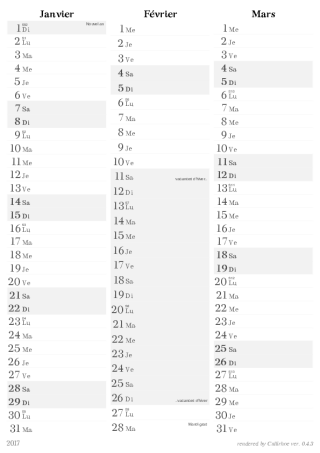 Janvier
1 Di
2 Lu
3 Ma
4 Me
5 Je
6 Ve
7 Sa
8 Di
9 Lu
10 Ma
11 Me
12 Je
13 Ve
14 Sa
15 Di
16 Lu
17 Ma
18 Me
19 Je
20 Ve
21 Sa
22 Di
23 Lu
24 Ma
25 Me
26 Je
27 Ve
28 Sa
29 Di
30 Lu
31 Ma
Février
1 Me
2 Je
3 Ve
4 Sa
5 Di
6 Lu
7 Ma
8 Me
9 Je
10 Ve
11 Sa
12 Di
13 Lu
14 Ma
15 Me
16 Je
17 Ve
18 Sa
19 Di
20 Lu
21 Ma
22 Me
23 Je
24 Ve
25 Sa
26 Di
27 Lu
28 Ma
Mars
1 Me
2 Je
3 Ve
4 Sa
5 Di
6 Lu
7 Ma
8 Me
9 Je
10 Ve
11 Sa
12 Di
13 Lu
14 Ma
15 Me
16 Je
17 Ve
18 Sa
19 Di
20 Lu
21 Ma
22 Me
23 Je
24 Ve
25 Sa
26 Di
27 Lu
28 Ma
29 Me
30 Je
31 Ve
2017
rendered by Callirhoe ver. 0.4.3